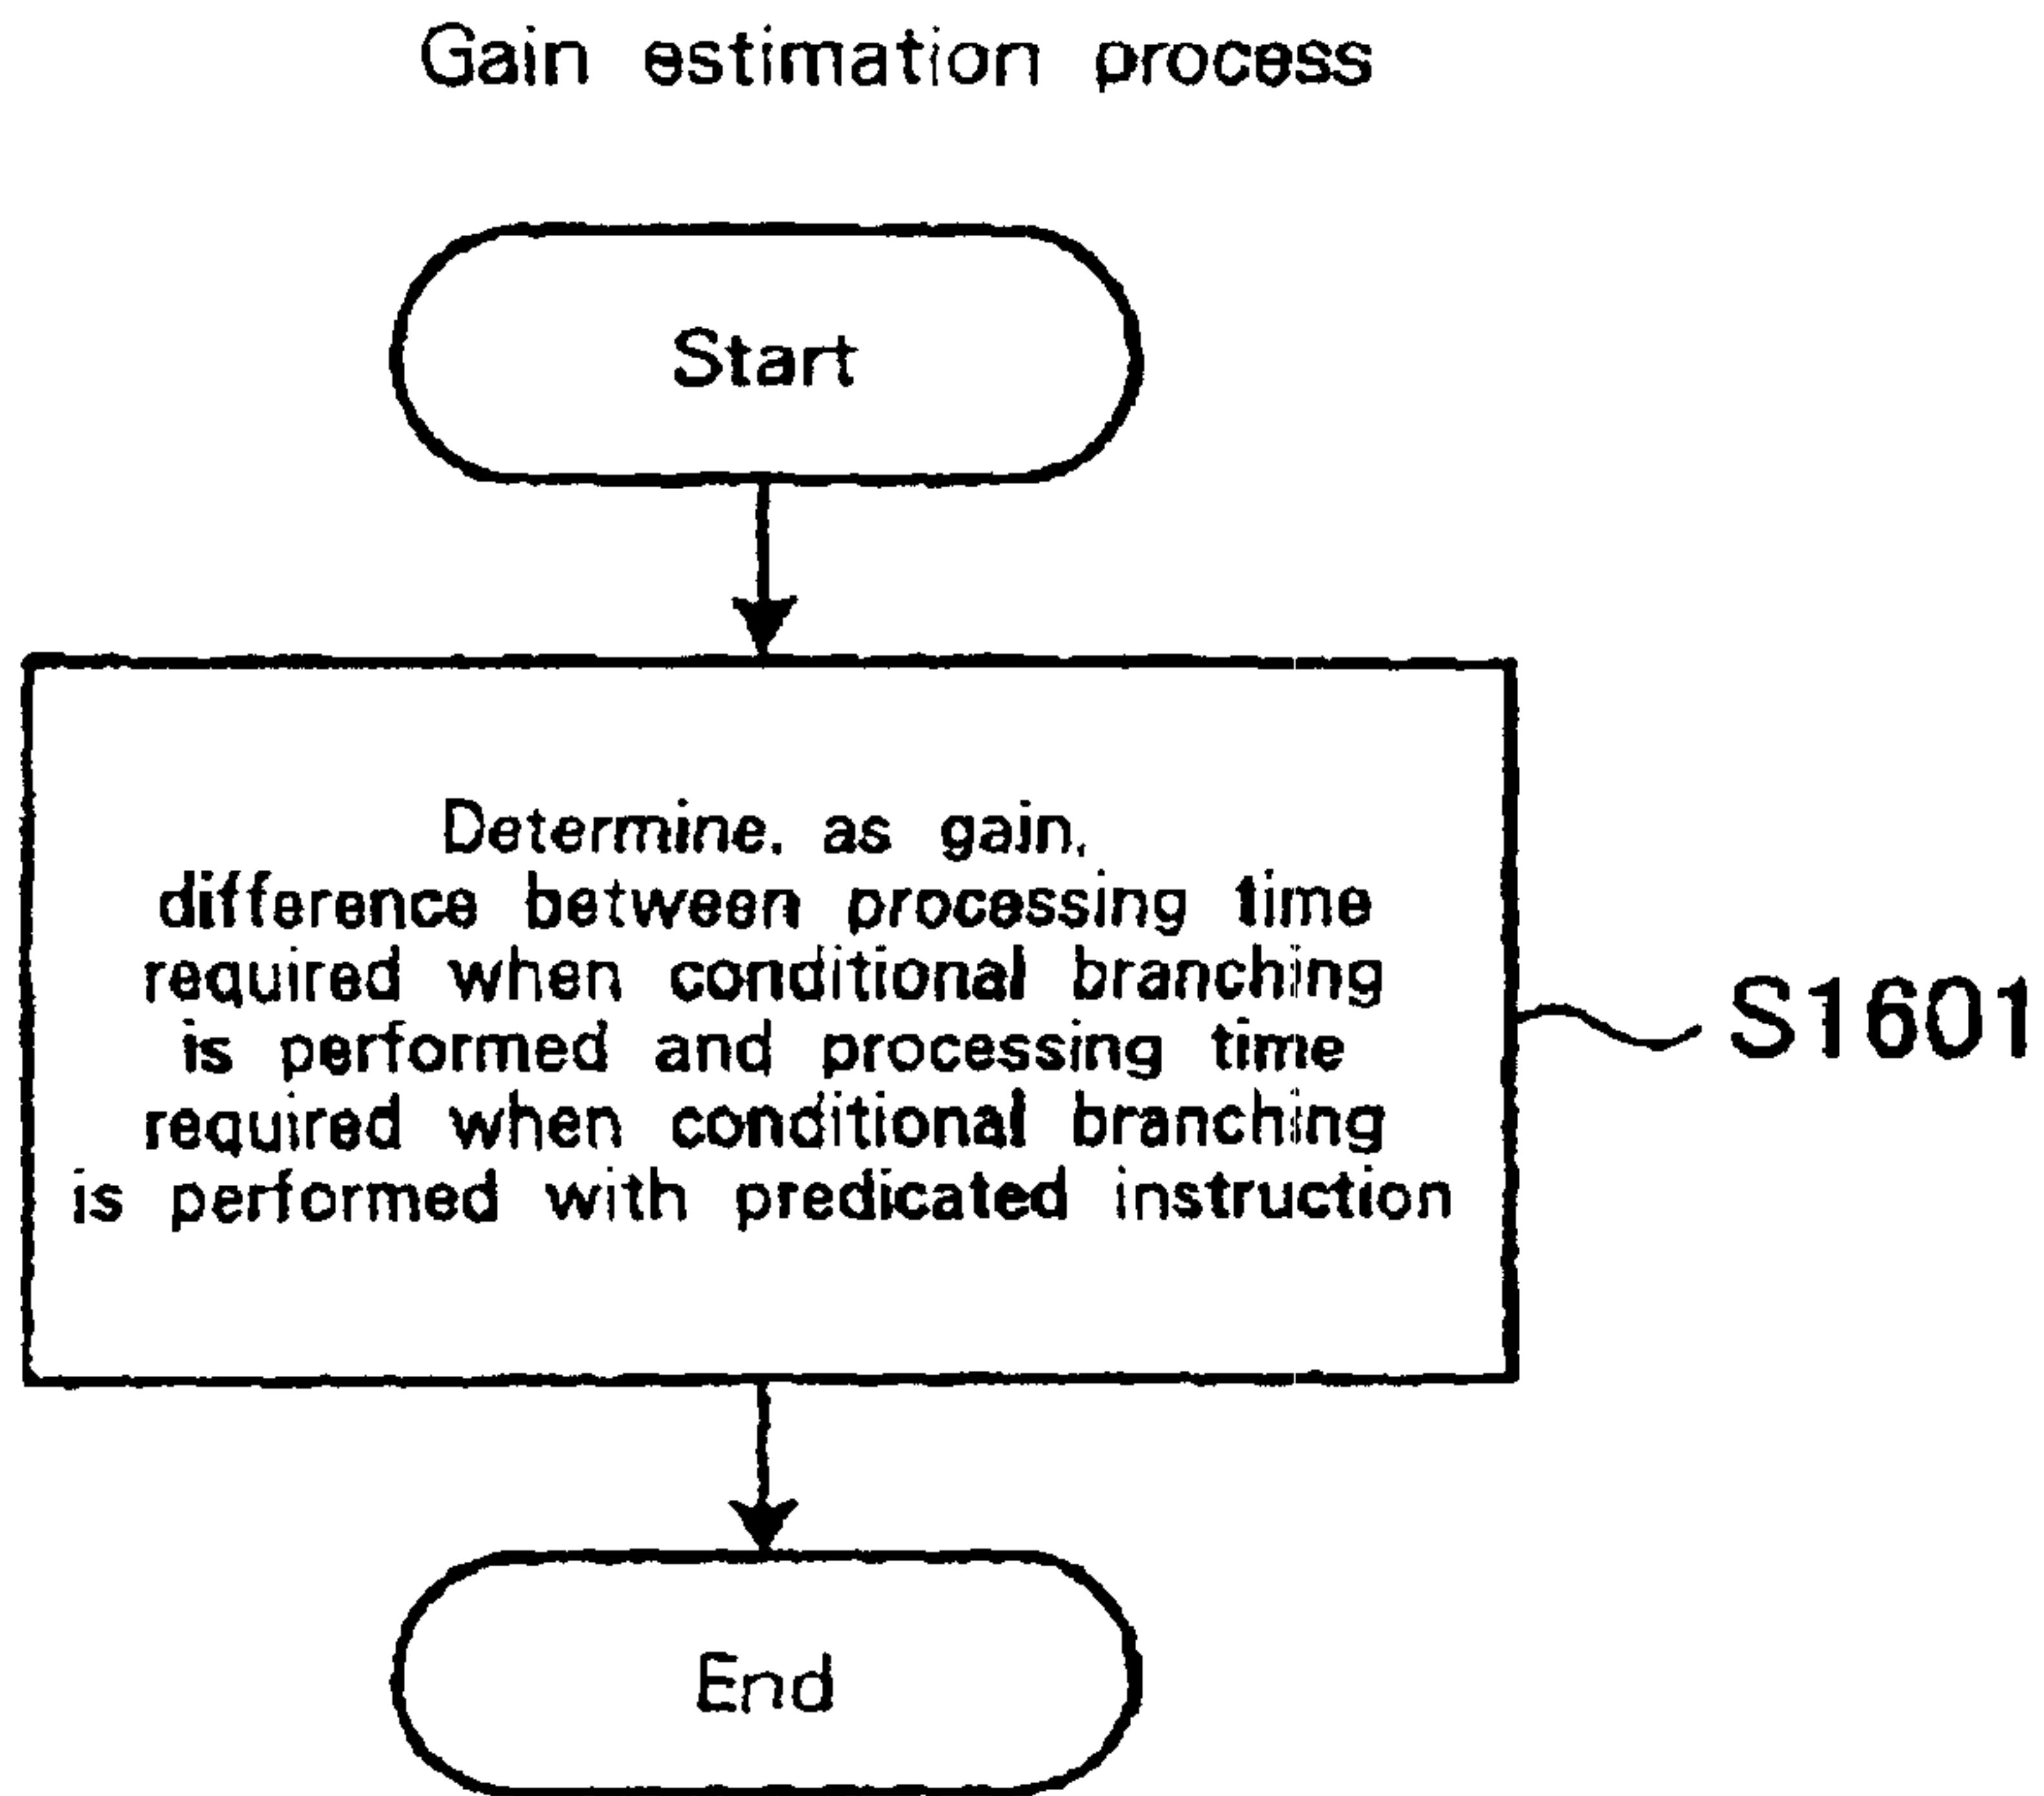 Gain estimation process
Start
Determine, as gain,
difference between processing time
required when conditional branching
is performed and processing time
required when conditional branching
is performed with predicated instruction
S1601
End